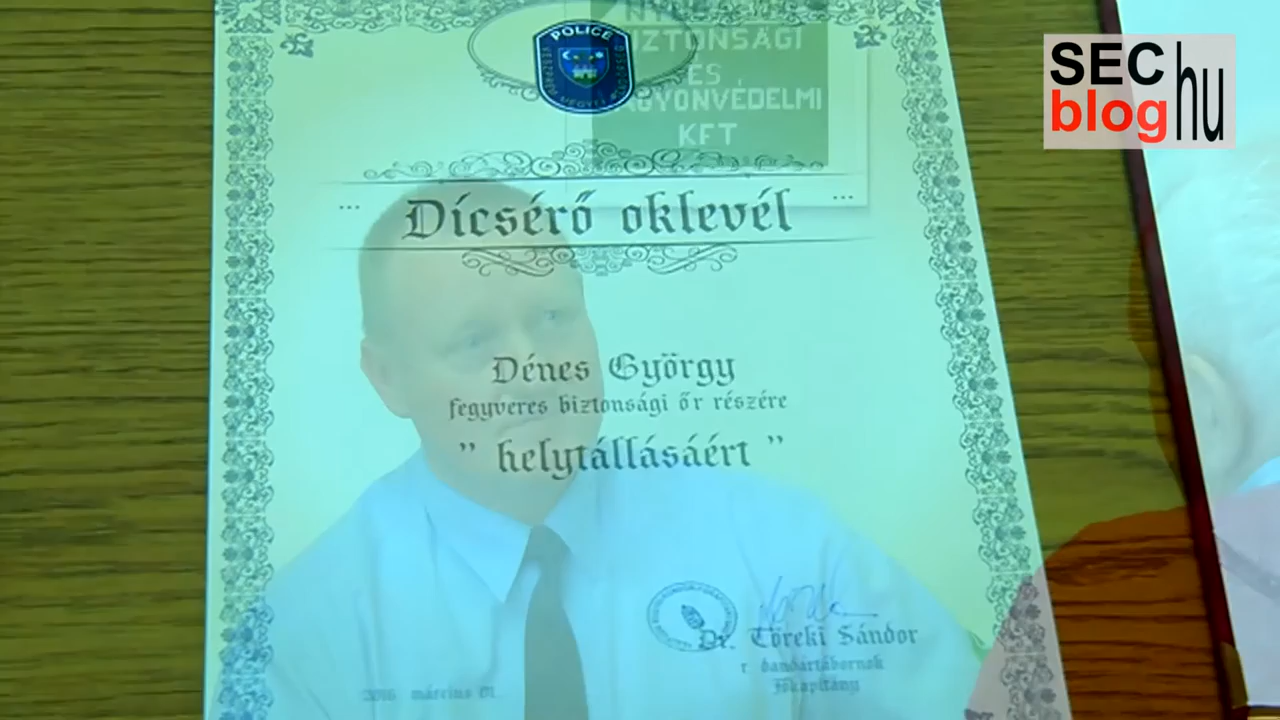 BIZTONSÁGI
ÉS
VAGYONVÉDELMI
KFT
POLICE
SEC
blog
hu
... Dícsérő oklevél ...
Dénes György
fegyveres biztonsági őr részére
" helytállásáért "
Dr. Töreki Sándor
r. dandártábornok
főkapitány
2016 március 01.